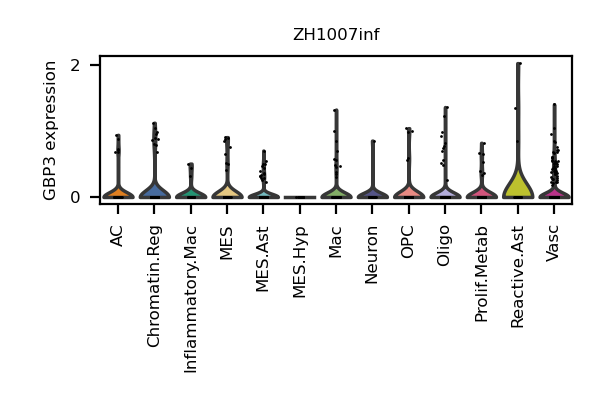 ZH1007inf
GBP3 expression
2
0
AC
Chromatin.Reg
Inflammatory.Mac
MES
MES.Ast
MES.Hyp
Mac
Neuron
OPC
Oligo
Prolif.Metab
Reactive.Ast
Vasc